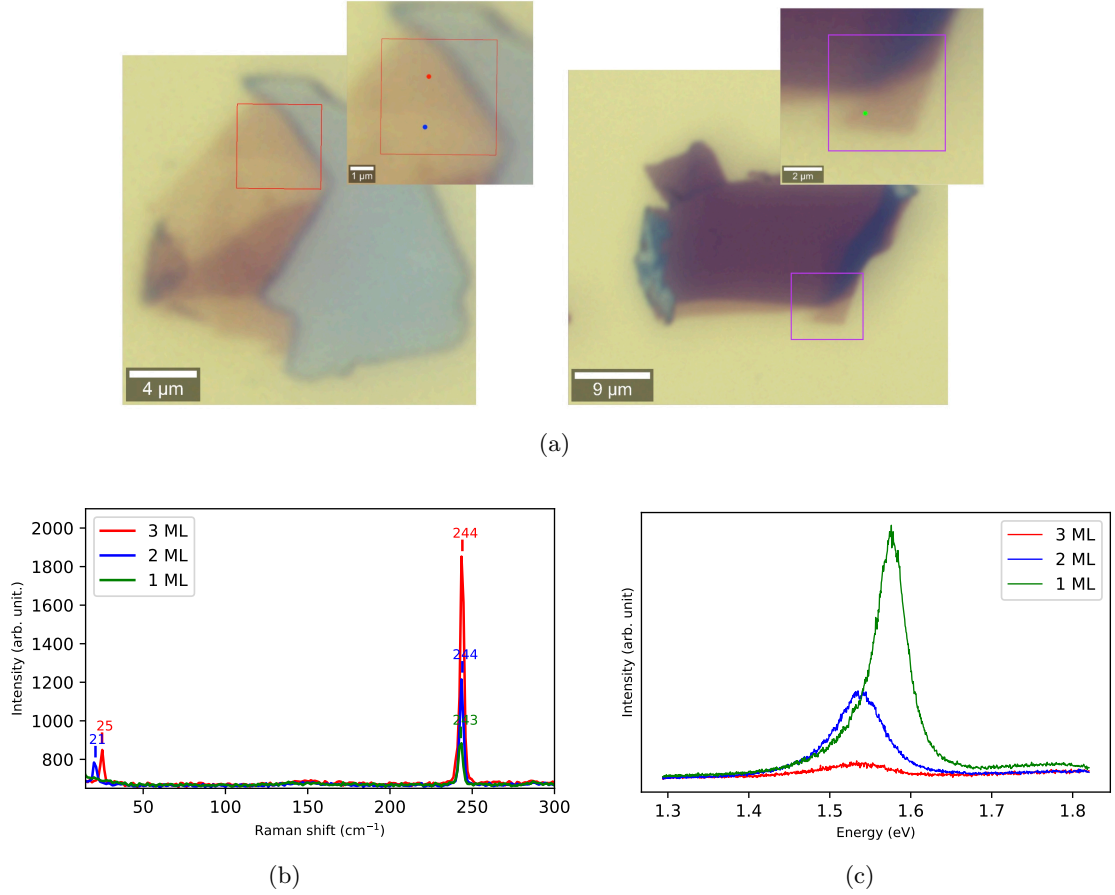 1 μm
2 μm
4 μm
9 μm
(a)
2000
1800
1600
1400
1200
1000
800
50
100
150
200
250
300
Intensity (arb. unit.)
Raman shift (cm⁻¹)
3 ML
2 ML
1 ML
244
244
243
25
21
(b)
Intensity (arb. unit)
3 ML
2 ML
1 ML
1.3
1.4
1.5
1.6
1.7
1.8
Energy (eV)
(c)